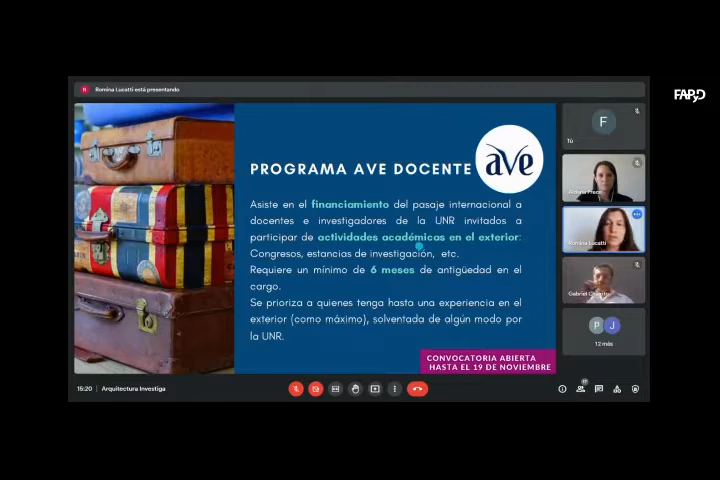 R Romina Lucatti está presentando
FAPyD
PROGRAMA AVE DOCENTE
aVe
Asiste en el financiamiento del pasaje internacional a
docentes e investigadores de la UNR invitados a
participar de actividades académicas en el exterior:
Congresos, estancias de investigación, etc.
Requiere un mínimo de 6 meses de antigüedad en el
cargo.
Se prioriza a quienes tenga hasta una experiencia en el
exterior (como máximo), solventada de algún modo por
la UNR.
CONVOCATORIA ABIERTA
HASTA EL 19 DE NOVIEMBRE
F
Tú
Romina Lucatti
Gabriel
P J
12 más
15:20 | Arquitectura Investiga